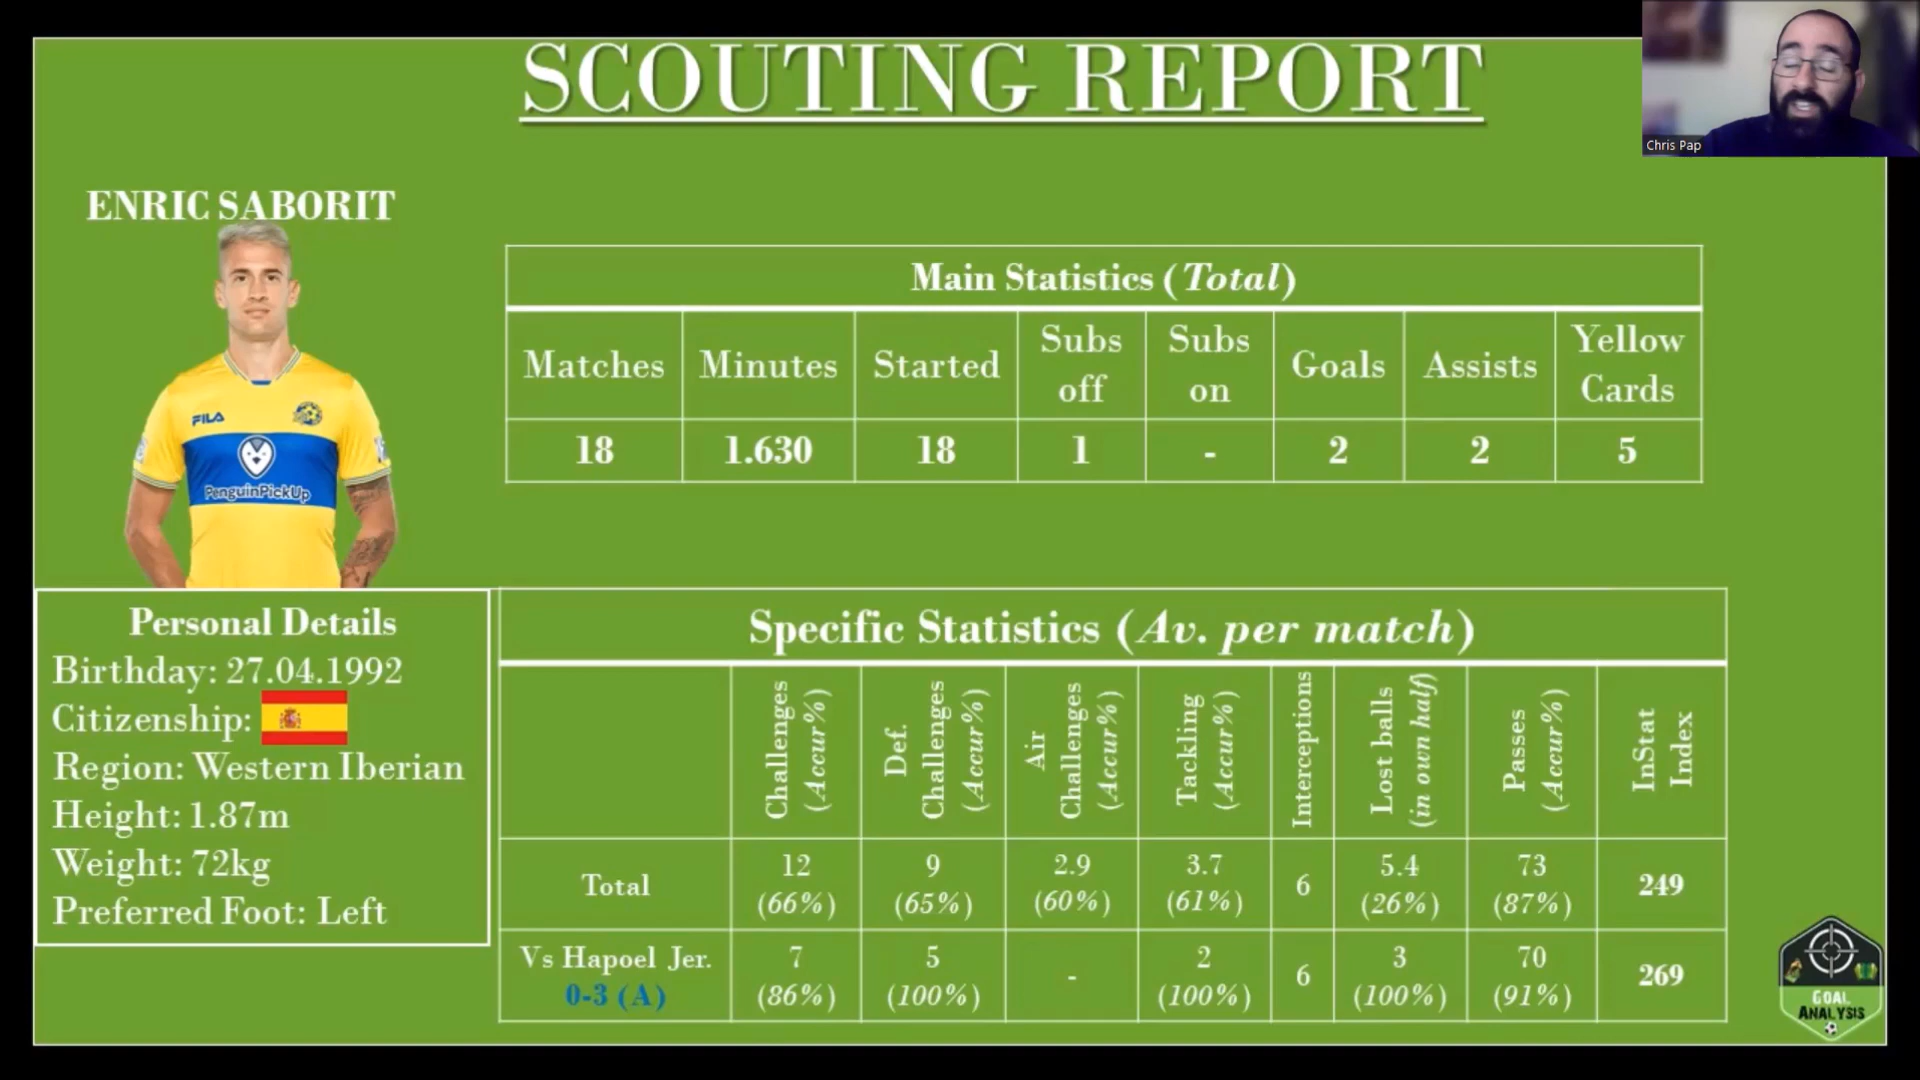 SCOUTING REPORT
Chris Pap
ENRIC SABORIT
FILA
PenguinPickUp
Main Statistics (Total)
Matches Minutes Started Subs off Subs on Goals Assists Yellow Cards
18 1.630 18 1 - 2 2 5
Personal Details
Birthday: 27.04.1992
Citizenship:
Region: Western Iberian
Height: 1.87m
Weight: 72kg
Preferred Foot: Left
Specific Statistics (Av. per match)
Challenges (Accur%) Def. Challenges (Accur%) Air Challenges (Accur%) Tackling (Accur%) Interceptions Lost balls (in own half) Passes (Accur%) InStat Index
Total 12 (66%) 9 (65%) 2.9 (60%) 3.7 (61%) 6 5.4 (26%) 73 (87%) 249
Vs Hapoel Jer. 0-3 (A) 7 (86%) 5 (100%) - 2 (100%) 6 3 (100%) 70 (91%) 269
GOAL
ANALYSIS